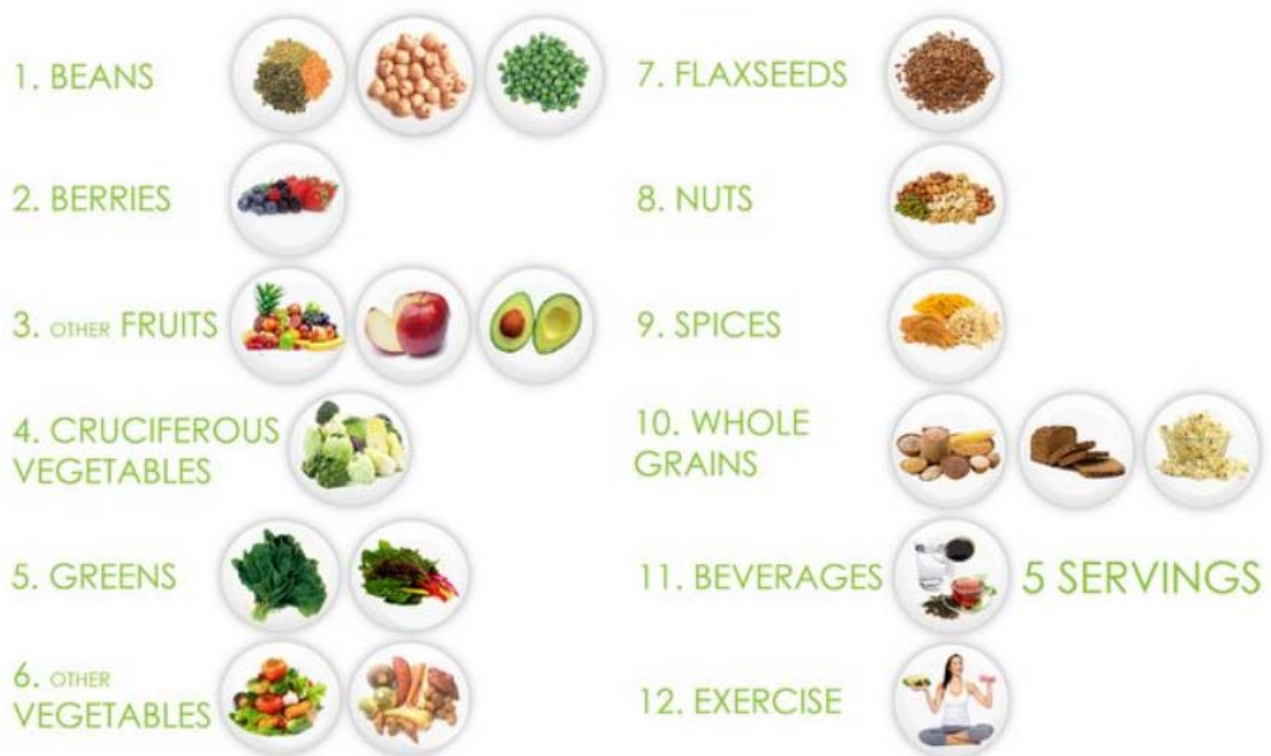 1. BEANS
2. BERRIES
3. OTHER FRUITS
4. CRUCIFEROUS
VEGETABLES
5. GREENS
6. OTHER
VEGETABLES
7. FLAXSEEDS
8. NUTS
9. SPICES
10. WHOLE
GRAINS
11. BEVERAGES 5 SERVINGS
12. EXERCISE